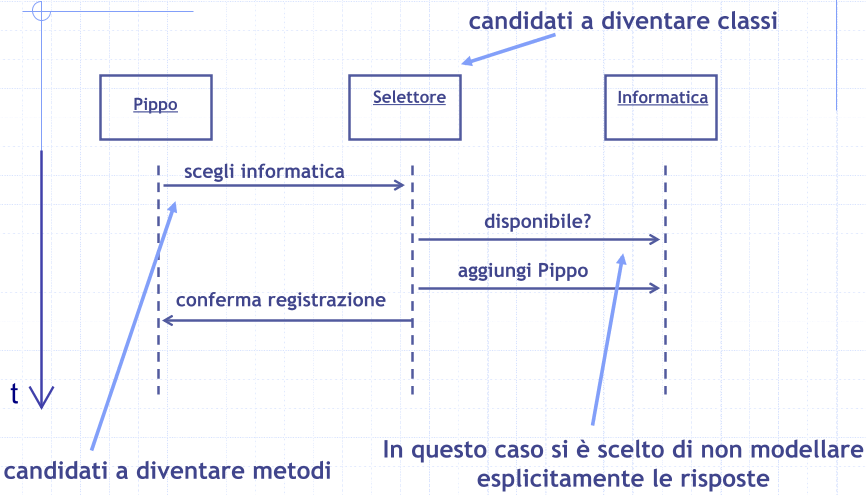 candidati a diventare classi
Pippo
Selettore
Informatica
scegli informatica
disponibile?
aggiungi Pippo
conferma registrazione
t
In questo caso si è scelto di non modellare
esplicitamente le risposte
candidati a diventare metodi